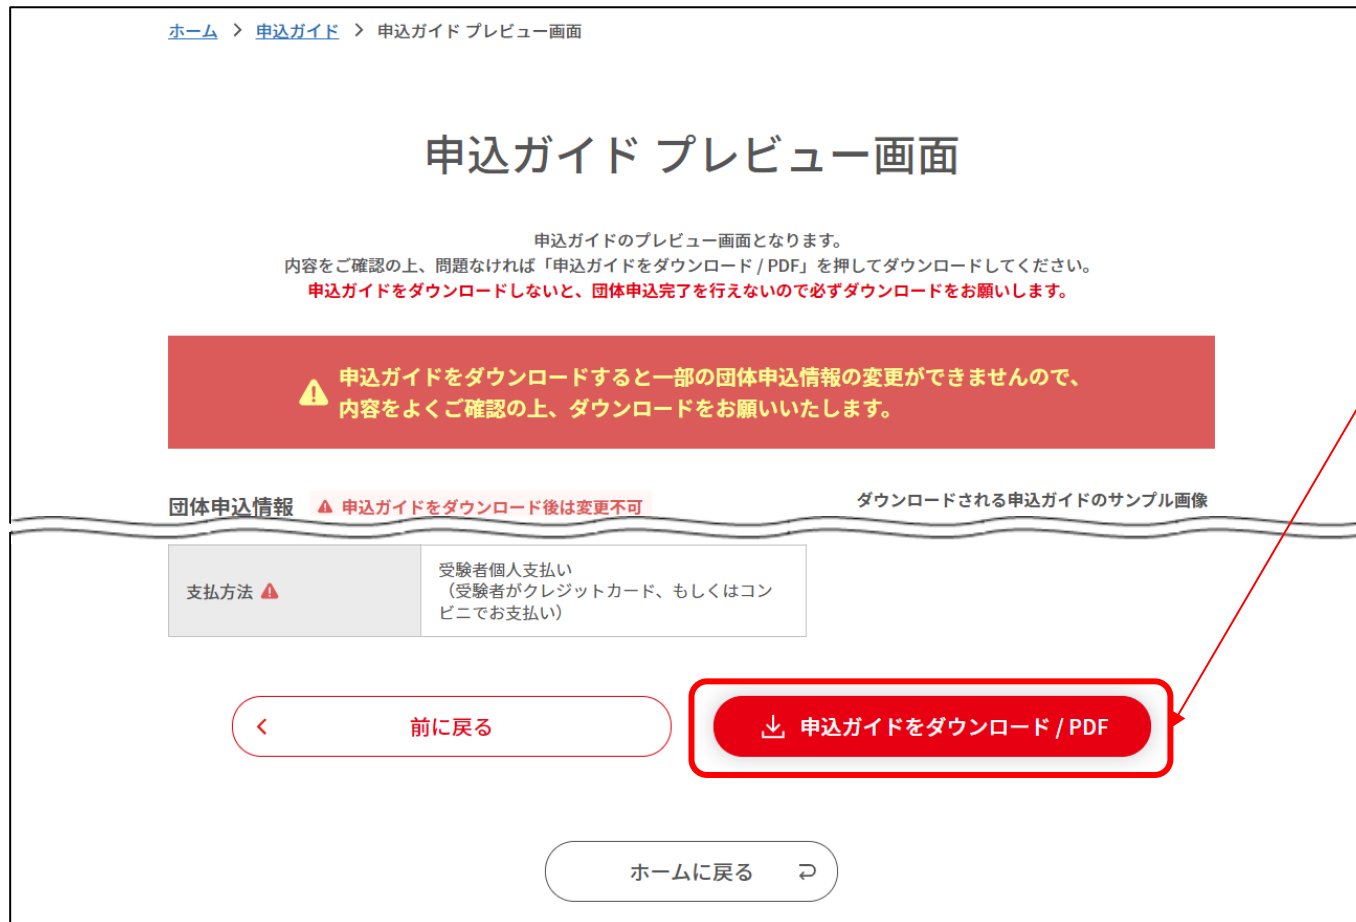 ホーム > 申込ガイド > 申込ガイド プレビュー画面
申込ガイド プレビュー画面
申込ガイドのプレビュー画面となります。
内容をご確認の上、問題なければ「申込ガイドをダウンロード / PDF」を押してダウンロードしてください。
申込ガイドをダウンロードしないと、団体申込完了を行えないので必ずダウンロードをお願いします。
申込ガイドをダウンロードすると一部の団体申込情報の変更ができませんので、
内容をよくご確認の上、ダウンロードをお願いいたします。
団体申込情報 申込ガイドをダウンロード後は変更不可
ダウンロードされる申込ガイドのサンプル画像
支払方法
受験者個人支払い
（受験者がクレジットカード、もしくはコン
ビニでお支払い）
前に戻る
申込ガイドをダウンロード / PDF
ホームに戻る